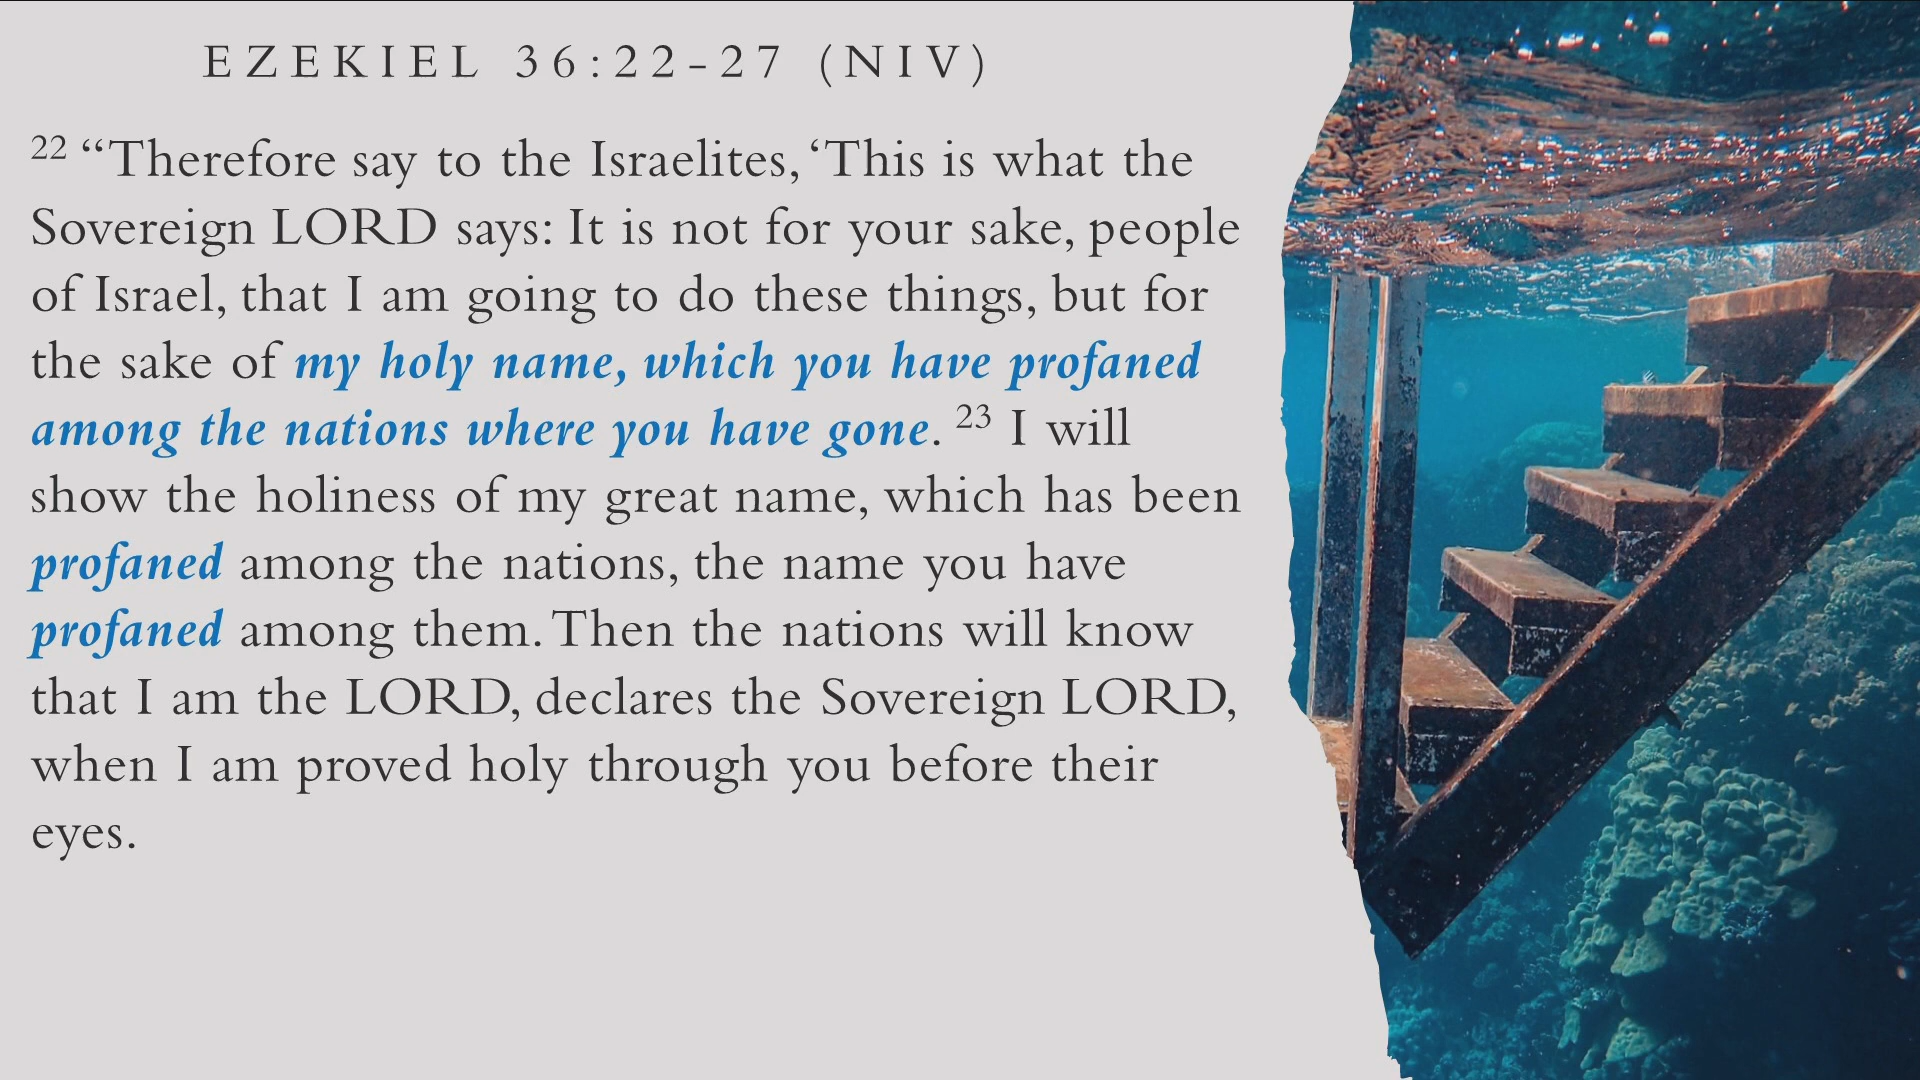 EZEKIEL 36:22-27 (NIV)
22 “Therefore say to the Israelites, ‘This is what the
Sovereign LORD says: It is not for your sake, people
of Israel, that I am going to do these things, but for
the sake of my holy name, which you have profaned
among the nations where you have gone. 23 I will
show the holiness of my great name, which has been
profaned among the nations, the name you have
profaned among them. Then the nations will know
that I am the LORD, declares the Sovereign LORD,
when I am proved holy through you before their
eyes.